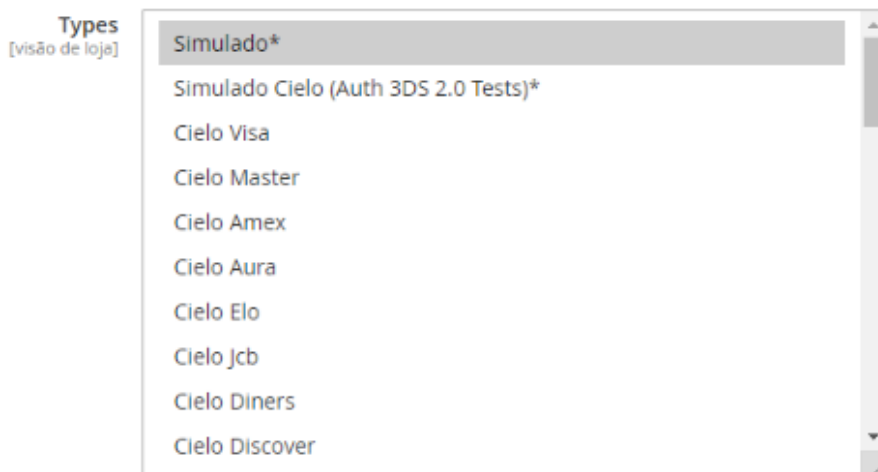 Types
[visão de loja]
Simulado*
Simulado Cielo (Auth 3DS 2.0 Tests)*
Cielo Visa
Cielo Master
Cielo Amex
Cielo Aura
Cielo Elo
Cielo Jcb
Cielo Diners
Cielo Discover